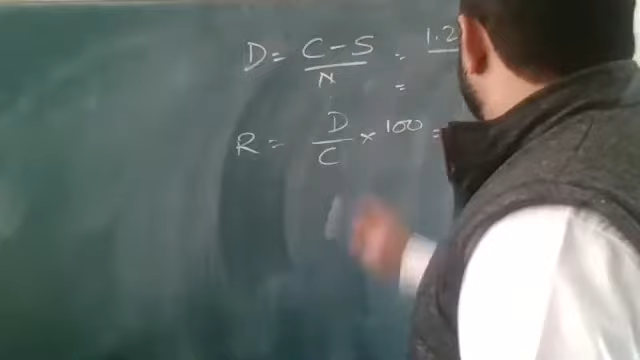 D = C - S / N = 1.2
=
R = D / C × 100 =